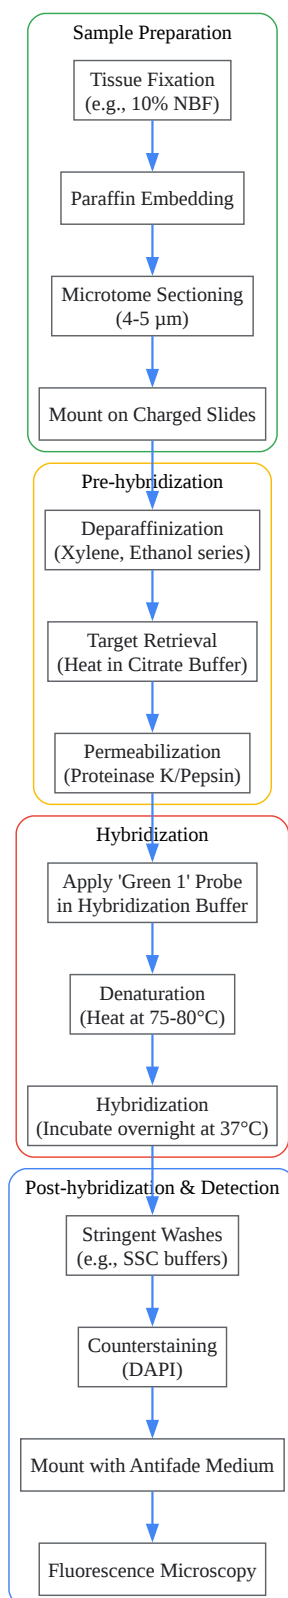 Sample Preparation
Tissue Fixation
(e.g., 10% NBF)
Paraffin Embedding
Microtome Sectioning
(4-5 µm)
Mount on Charged Slides
Pre-hybridization
Deparaffinization
(Xylene, Ethanol series)
Target Retrieval
(Heat in Citrate Buffer)
Permeabilization
(Proteinase K/Pepsin)
Hybridization
Apply 'Green 1' Probe
in Hybridization Buffer
Denaturation
(Heat at 75-80°C)
Hybridization
(Incubate overnight at 37°C)
Post-hybridization & Detection
Stringent Washes
(e.g., SSC buffers)
Counterstaining
(DAPI)
Mount with Antifade Medium
Fluorescence Microscopy